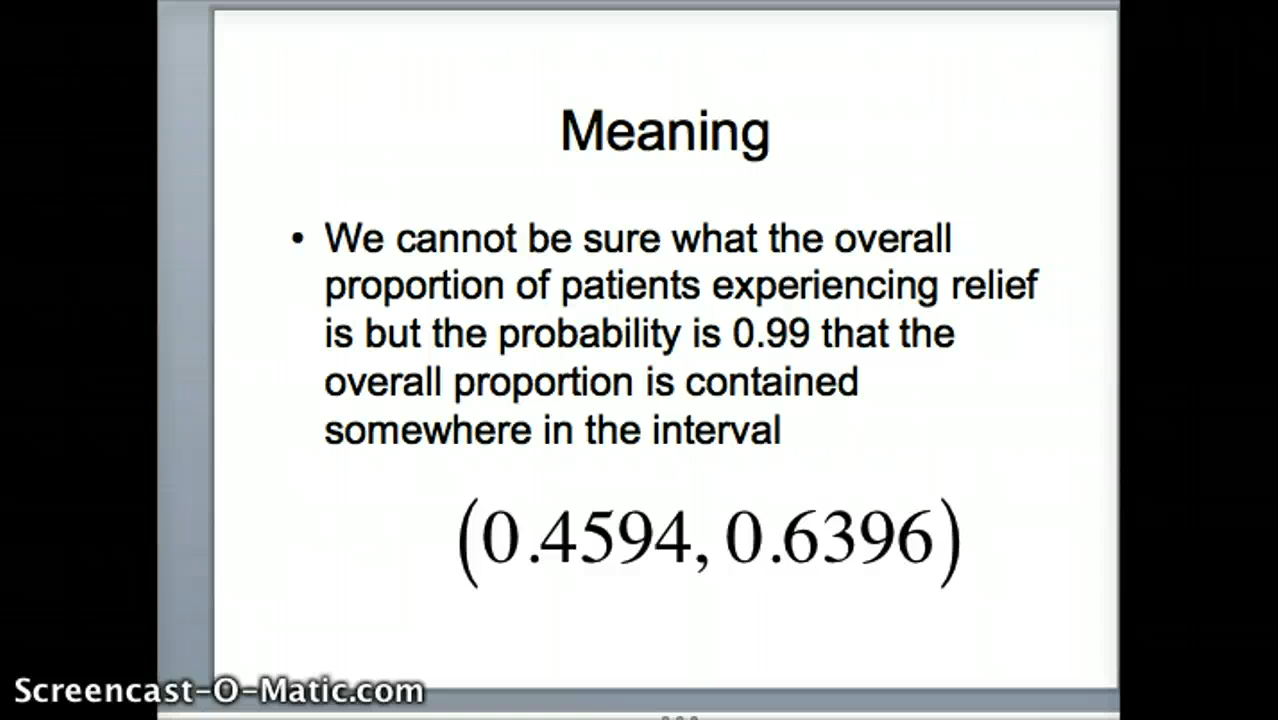 Meaning
• We cannot be sure what the overall
proportion of patients experiencing relief
is but the probability is 0.99 that the
overall proportion is contained
somewhere in the interval
(0.4594, 0.6396)
Screencast-O-Matic.com